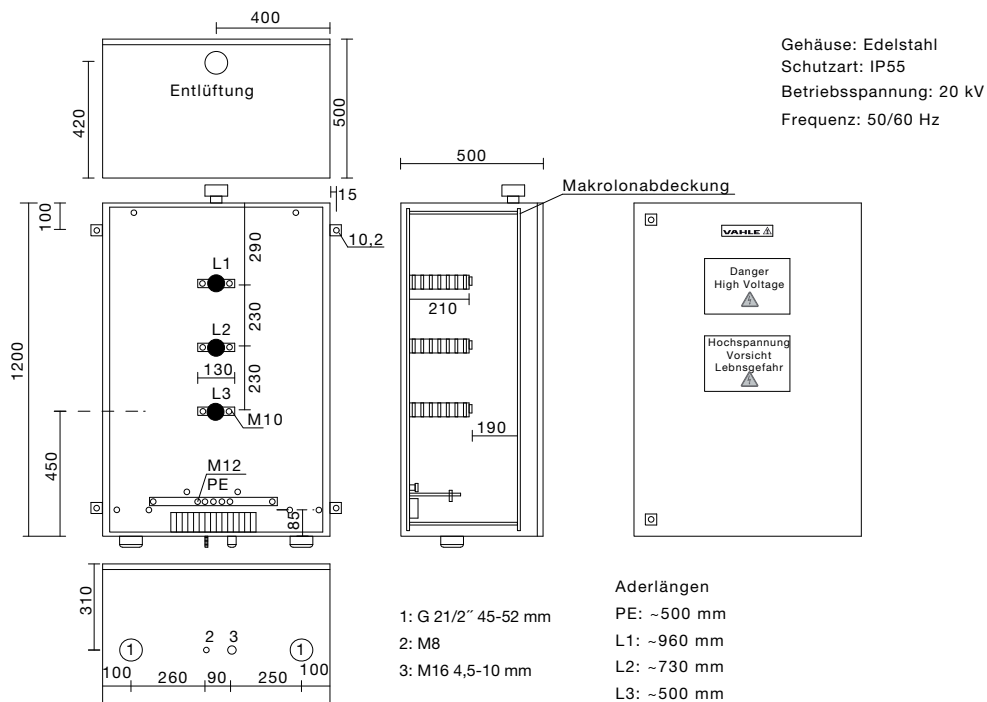 400
Entlüftung
420
500
Gehäuse: Edelstahl
Schutzart: IP55
Betriebsspannung: 20 kV
Frequenz: 50/60 Hz
500
Makrolonabdeckung
15
100
10,2
290
L1
230
L2
130
230
L3
M10
1200
450
M12
PE
85
210
190
VAHLE
Danger
High Voltage
Hochspannung
Vorsicht
Lebnsgefahr
310
1
2
3
1
100
260
90
250
100
1: G 21/2˝ 45-52 mm
2: M8
3: M16 4,5-10 mm
Aderlängen
PE: ~500 mm
L1: ~960 mm
L2: ~730 mm
L3: ~500 mm